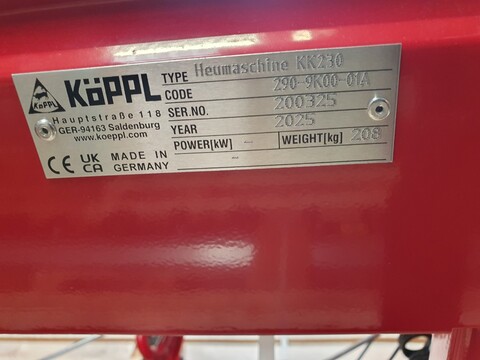 KÖPPL
KöPPL
Hauptstraße 118
GER-94163 Saldenburg
www.koeppl.com
CE UK CA MADE IN GERMANY
TYPE Heumaschine KK230
CODE 290-9K00-01A
SER.NO. 200325
YEAR 2025
POWER[kW] - WEIGHT[kg] 208
-